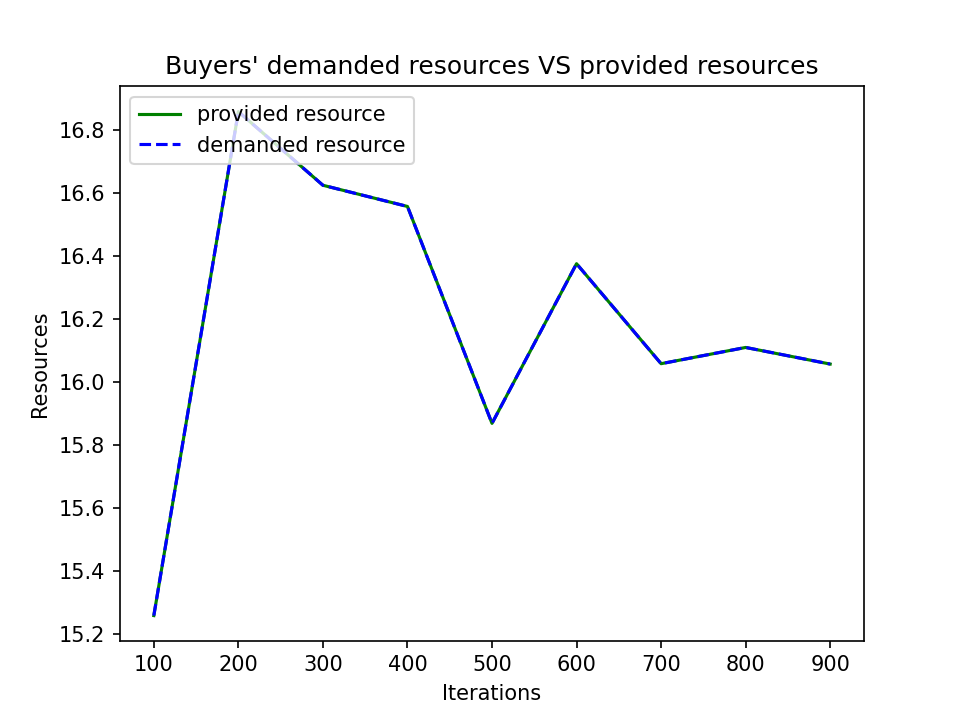 Buyers' demanded resources VS provided resources
provided resource
demanded resource
16.8
16.6
16.4
16.2
16.0
15.8
15.6
15.4
15.2
Resources
100 200 300 400 500 600 700 800 900
Iterations